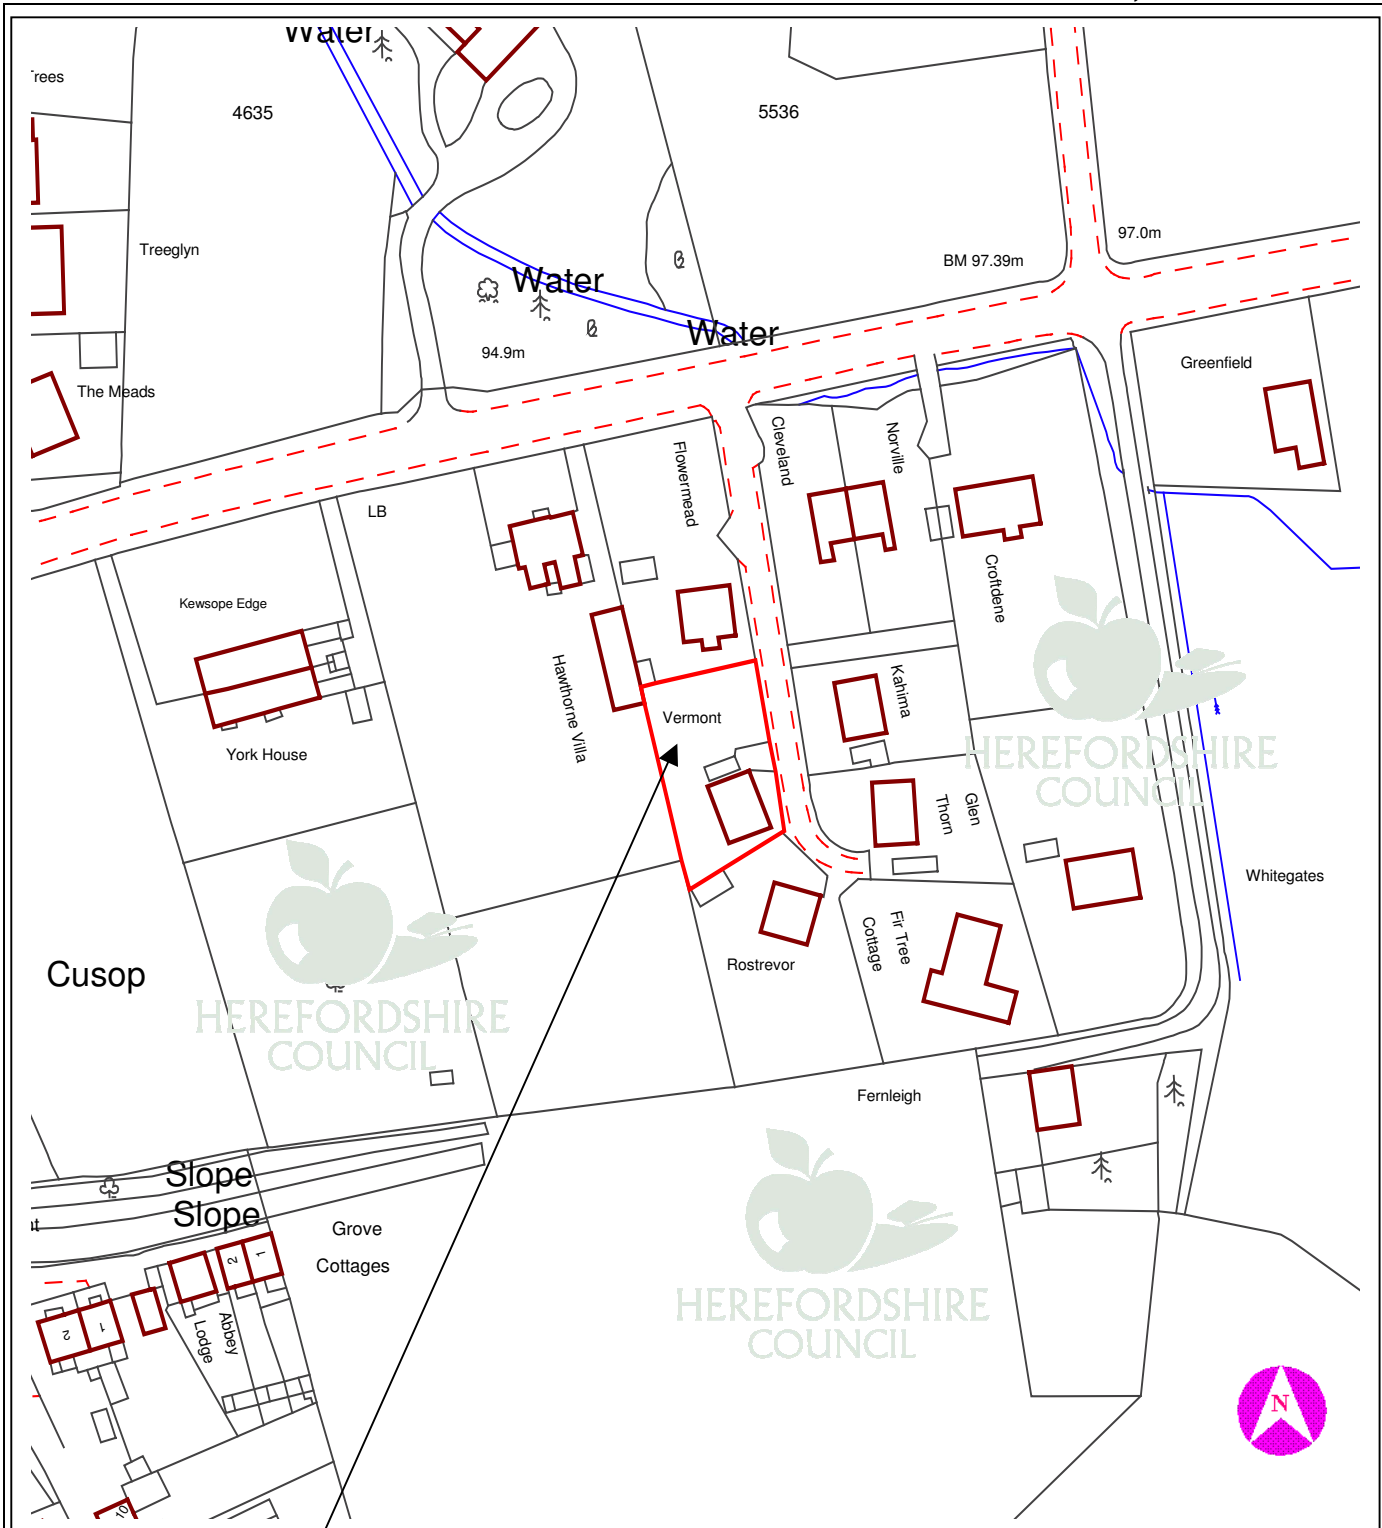 Water
Trees
4635
5536
Treeglyn
97.0m
BM 97.39m
Water
Water
94.9m
The Meads
Greenfield
Cleveland
Norville
Flowermead
LB
Croftdene
Kewsope Edge
Hawthorne Villa
Kahima
Vermont
York House
HEREFORDSHIRE
COUNCIL
Glen
Thorn
Whitegates
Fir Tree
Cottage
Rostrevor
Cusop
HEREFORDSHIRE
COUNCIL
Fernleigh
Slope
Slope
Grove
Cottages
2
1
2
1
Abbey
Lodge
HEREFORDSHIRE
COUNCIL
N
10